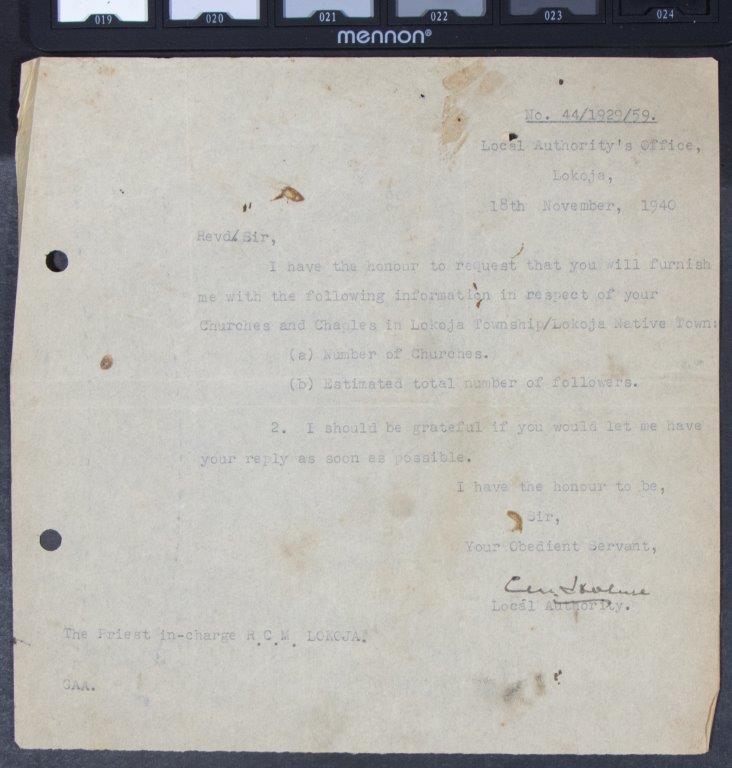 019 020 021 022 023 024
mennon®
No. 44/1929/59.
Local Authority's Office,
Lokoja,
18th November, 1940
Revd/Sir,
I have the honour to request that you will furnish
me with the following information in respect of your
Churches and Chaples in Lokoja Township/Lokoja Native Town:
(a) Number of Churches.
(b) Estimated total number of followers.
2. I should be grateful if you would let me have
your reply as soon as possible.
I have the honour to be,
Sir,
Your Obedient Servant,
Local Authority.
The Priest in-charge R.C.M. LOKOJA.
GAA.